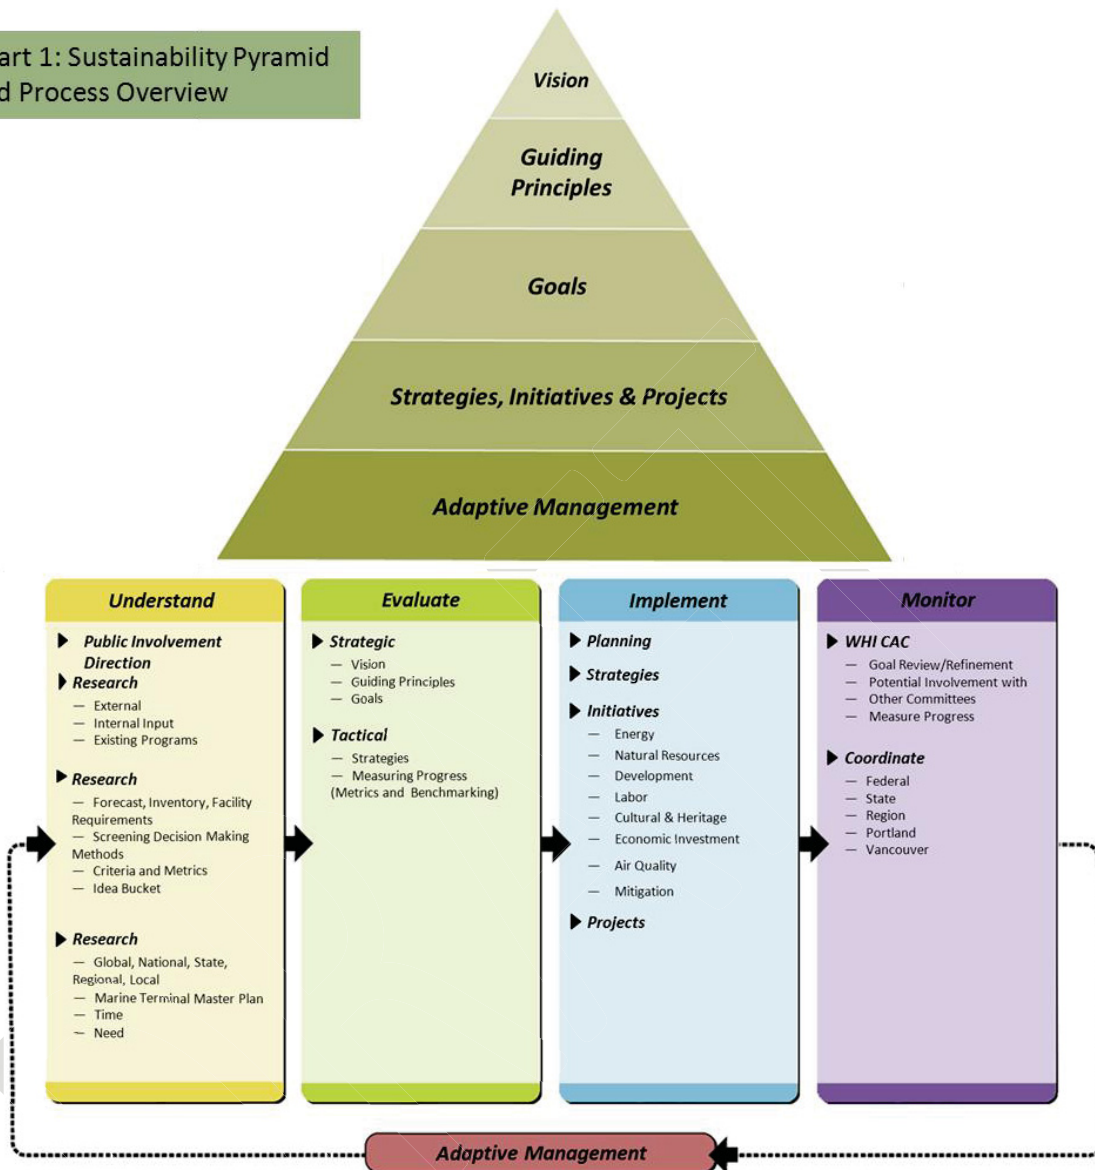 art 1: Sustainability Pyramid
d Process Overview
Vision
Guiding
Principles
Goals
Strategies, Initiatives & Projects
Adaptive Management
Understand
Public Involvement
Direction
Research
— External
— Internal Input
— Existing Programs
Research
— Forecast, Inventory, Facility
Requirements
— Screening Decision Making
Methods
— Criteria and Metrics
— Idea Bucket
Research
— Global, National, State,
Regional, Local
— Marine Terminal Master Plan
— Time
— Need
Evaluate
Strategic
— Vision
— Guiding Principles
— Goals
Tactical
— Strategies
— Measuring Progress
(Metrics and Benchmarking)
Implement
Planning
Strategies
Initiatives
— Energy
— Natural Resources
— Development
— Labor
— Cultural & Heritage
— Economic Investment
— Air Quality
— Mitigation
Projects
Monitor
WHI CAC
— Goal Review/Refinement
— Potential Involvement with
— Other Committees
— Measure Progress
Coordinate
— Federal
— State
— Region
— Portland
— Vancouver
Adaptive Management